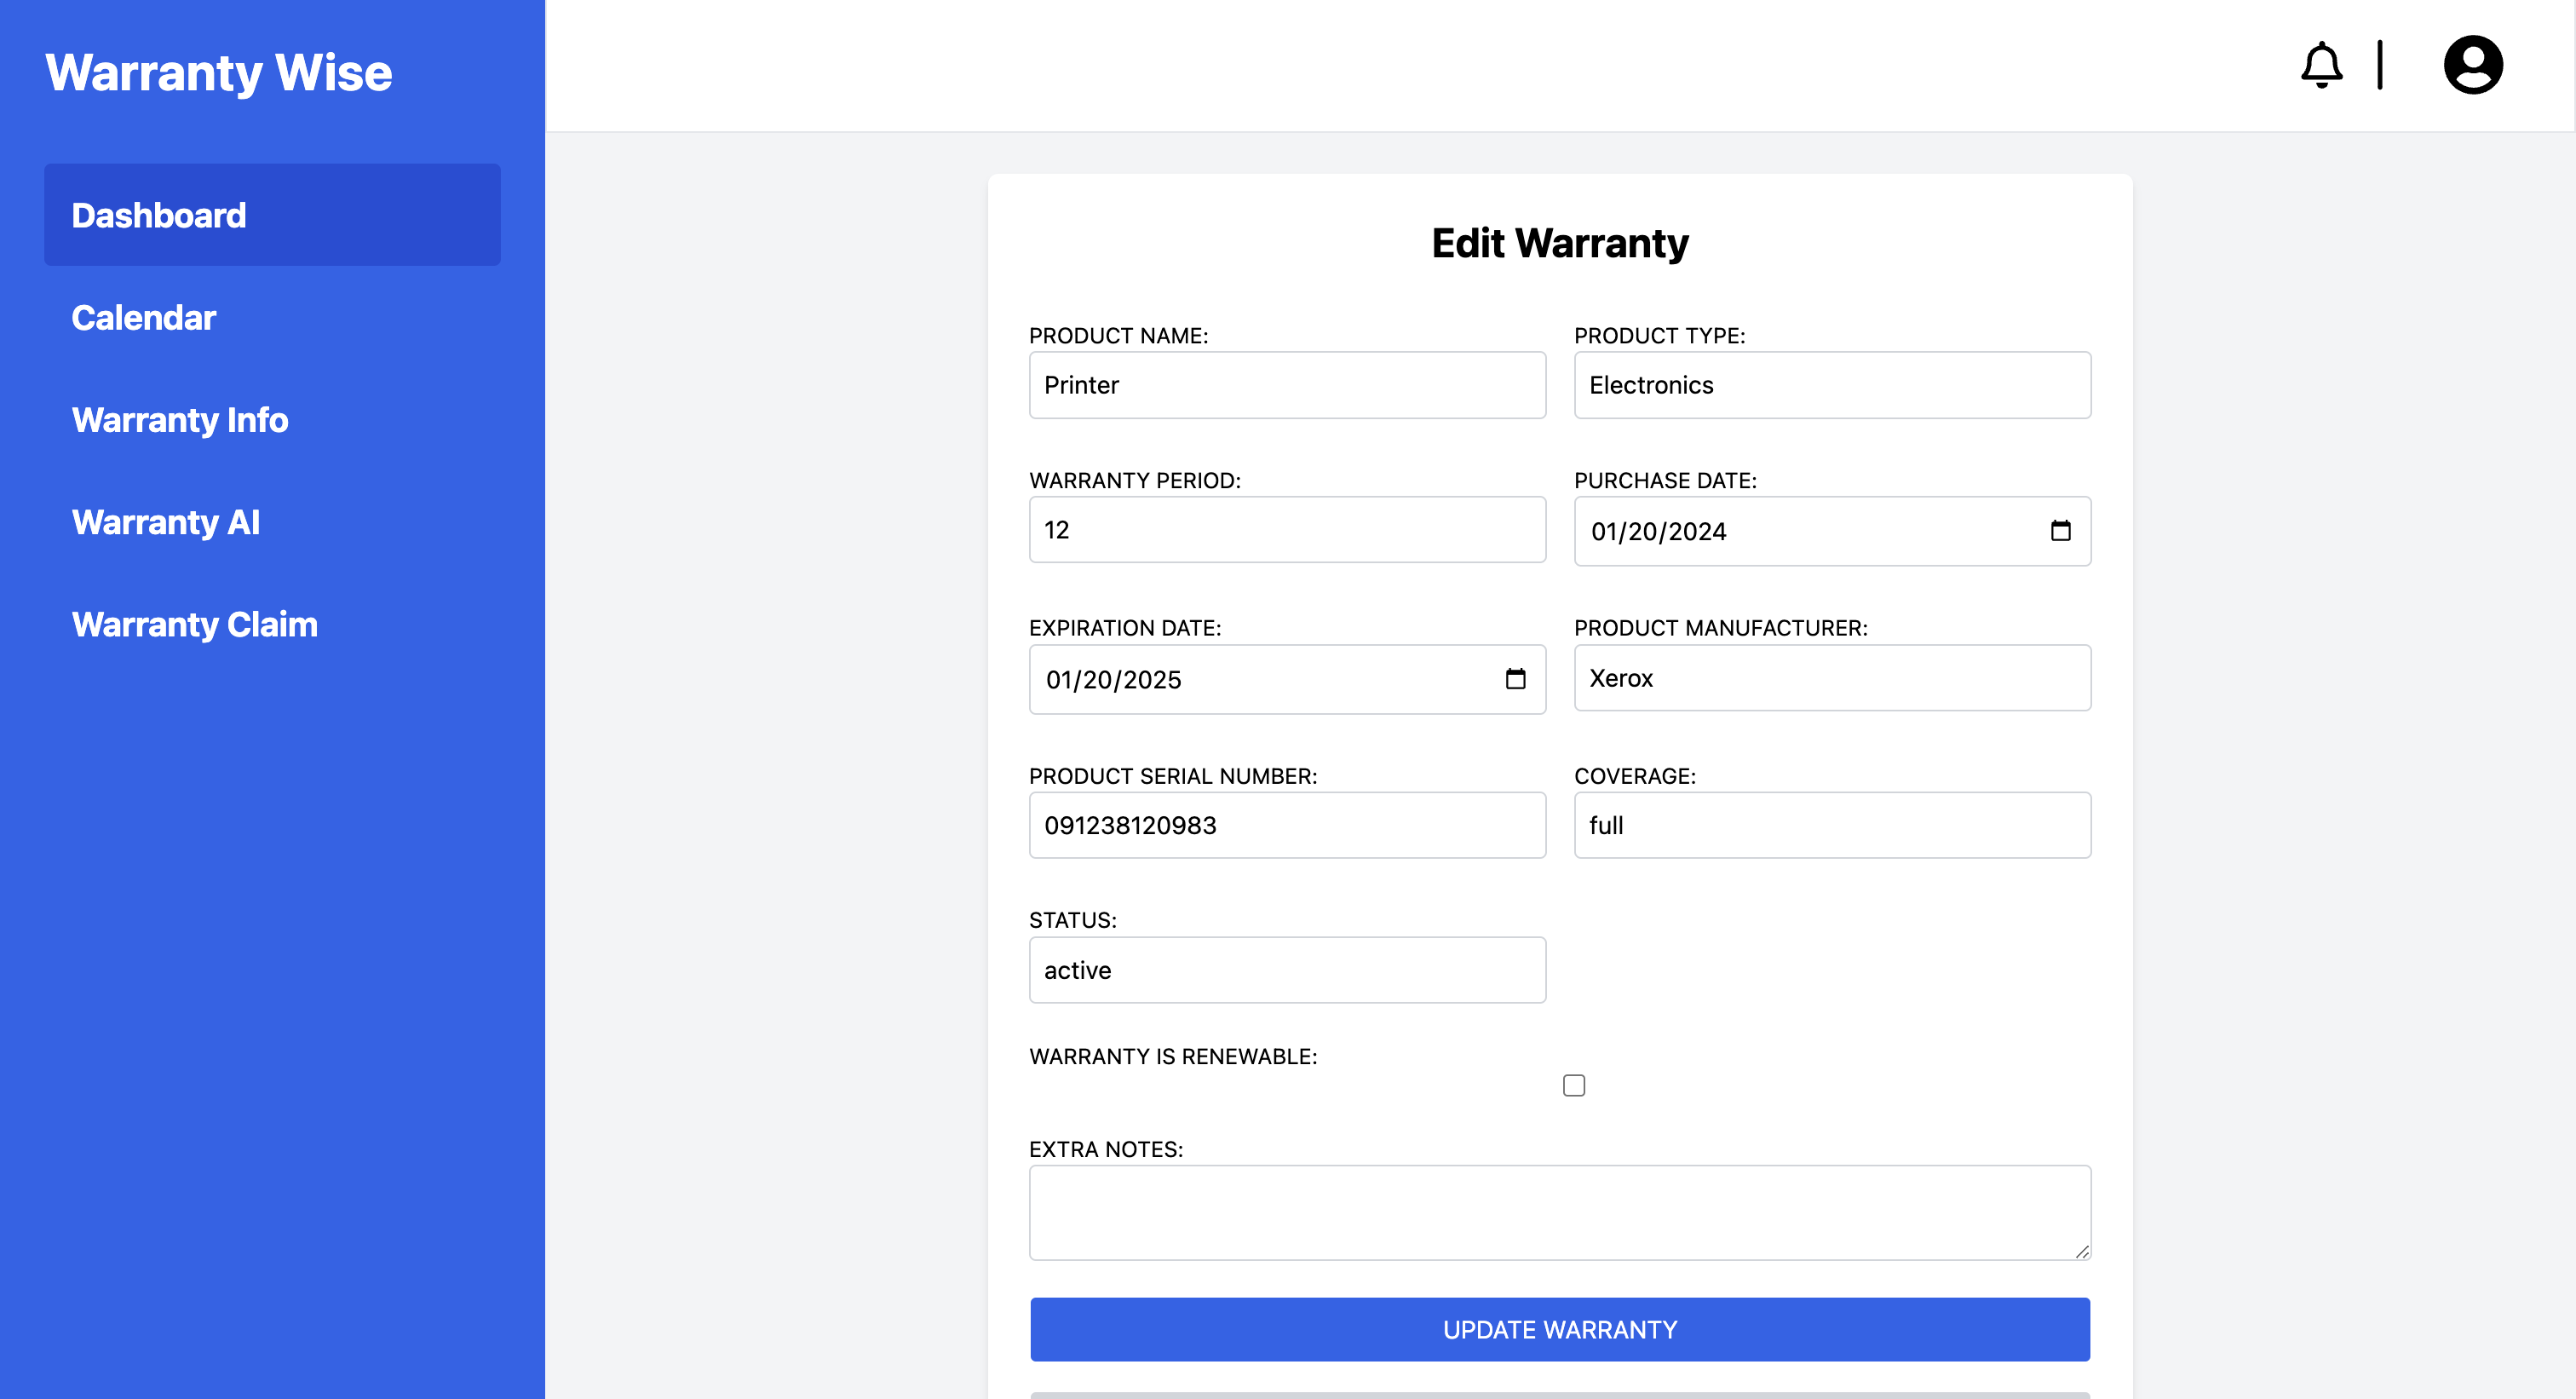 Warranty Wise
Dashboard
Calendar
Warranty Info
Warranty AI
Warranty Claim
Edit Warranty
PRODUCT NAME:
Printer
PRODUCT TYPE:
Electronics
WARRANTY PERIOD:
12
PURCHASE DATE:
01/20/2024
EXPIRATION DATE:
01/20/2025
PRODUCT MANUFACTURER:
Xerox
PRODUCT SERIAL NUMBER:
091238120983
COVERAGE:
full
STATUS:
active
WARRANTY IS RENEWABLE:
EXTRA NOTES:
UPDATE WARRANTY